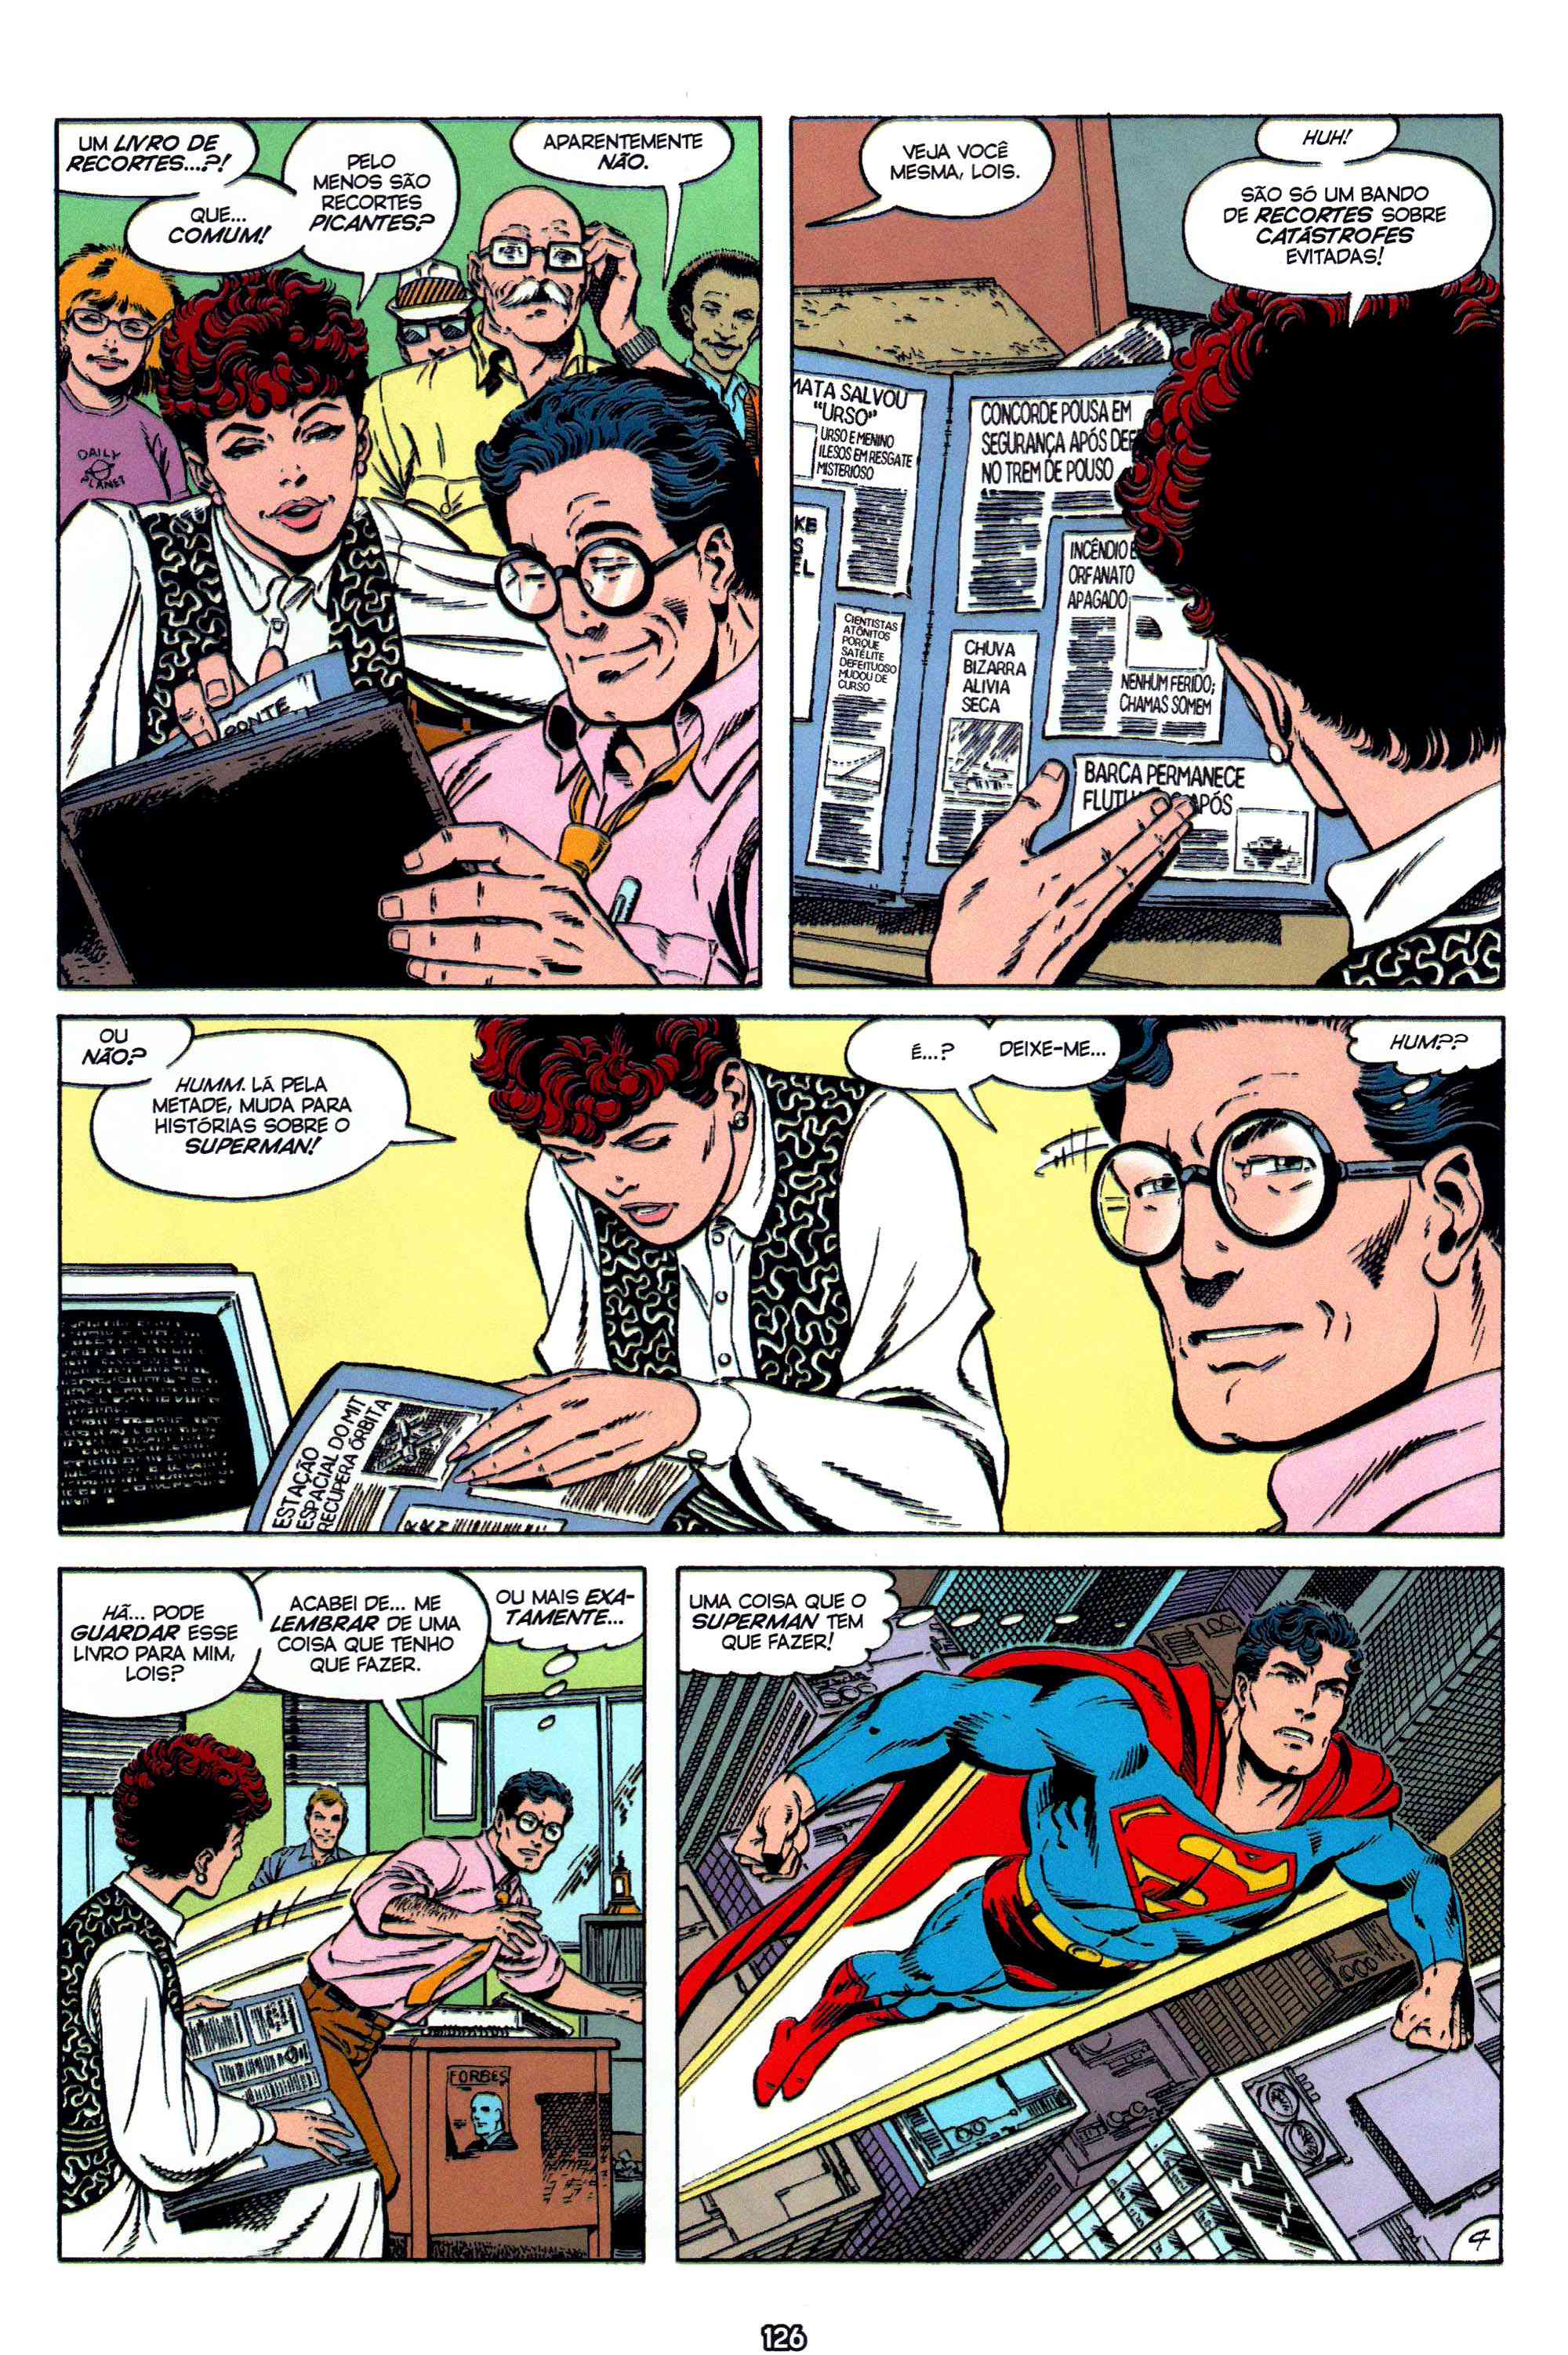 UM LIVRO DE
RECORTES...?!
QUE...
COMUM!
PELO
MENOS SÃO
RECORTES
PICANTES?
APARENTEMENTE
NÃO.
DAILY
PLANET
PONTE
VEJA VOCÊ
MESMA, LOIS.
HUH!
SÃO SÓ UM BANDO
DE RECORTES SOBRE
CATÁSTROFES
EVITADAS!
MATA SALVOU
"URSO"
URSO E MENINO
ILESOS EM RESGATE
MISTERIOSO
CIENTISTAS
ATÔNITOS
PORQUE
SATÉLITE
DEFEITUOSO
MUDOU DE
CURSO
CONCORDE POUSA EM
SEGURANÇA APÓS DEF
NO TREM DE POUSO
INCÊNDIO E
ORFANATO
APAGADO
NENHUM FERIDO;
CHAMAS SOMEM
CHUVA
BIZARRA
ALIVIA
SECA
BARCA PERMANECE
APÓS
OU
NÃO?
HUMM. LÁ PELA
METADE, MUDA PARA
HISTÓRIAS SOBRE O
SUPERMAN!
É...?
DEIXE-ME...
HUM??
ESTAÇÃO
ESPACIAL DO MIT
RECUPERA ÓRBITA
HÃ... PODE
GUARDAR ESSE
LIVRO PARA MIM,
LOIS?
ACABEI DE... ME
LEMBRAR DE UMA
COISA QUE TENHO
QUE FAZER.
OU MAIS EXA-
TAMENTE...
FORBES
UMA COISA QUE O
SUPERMAN TEM
QUE FAZER!
S
4
126